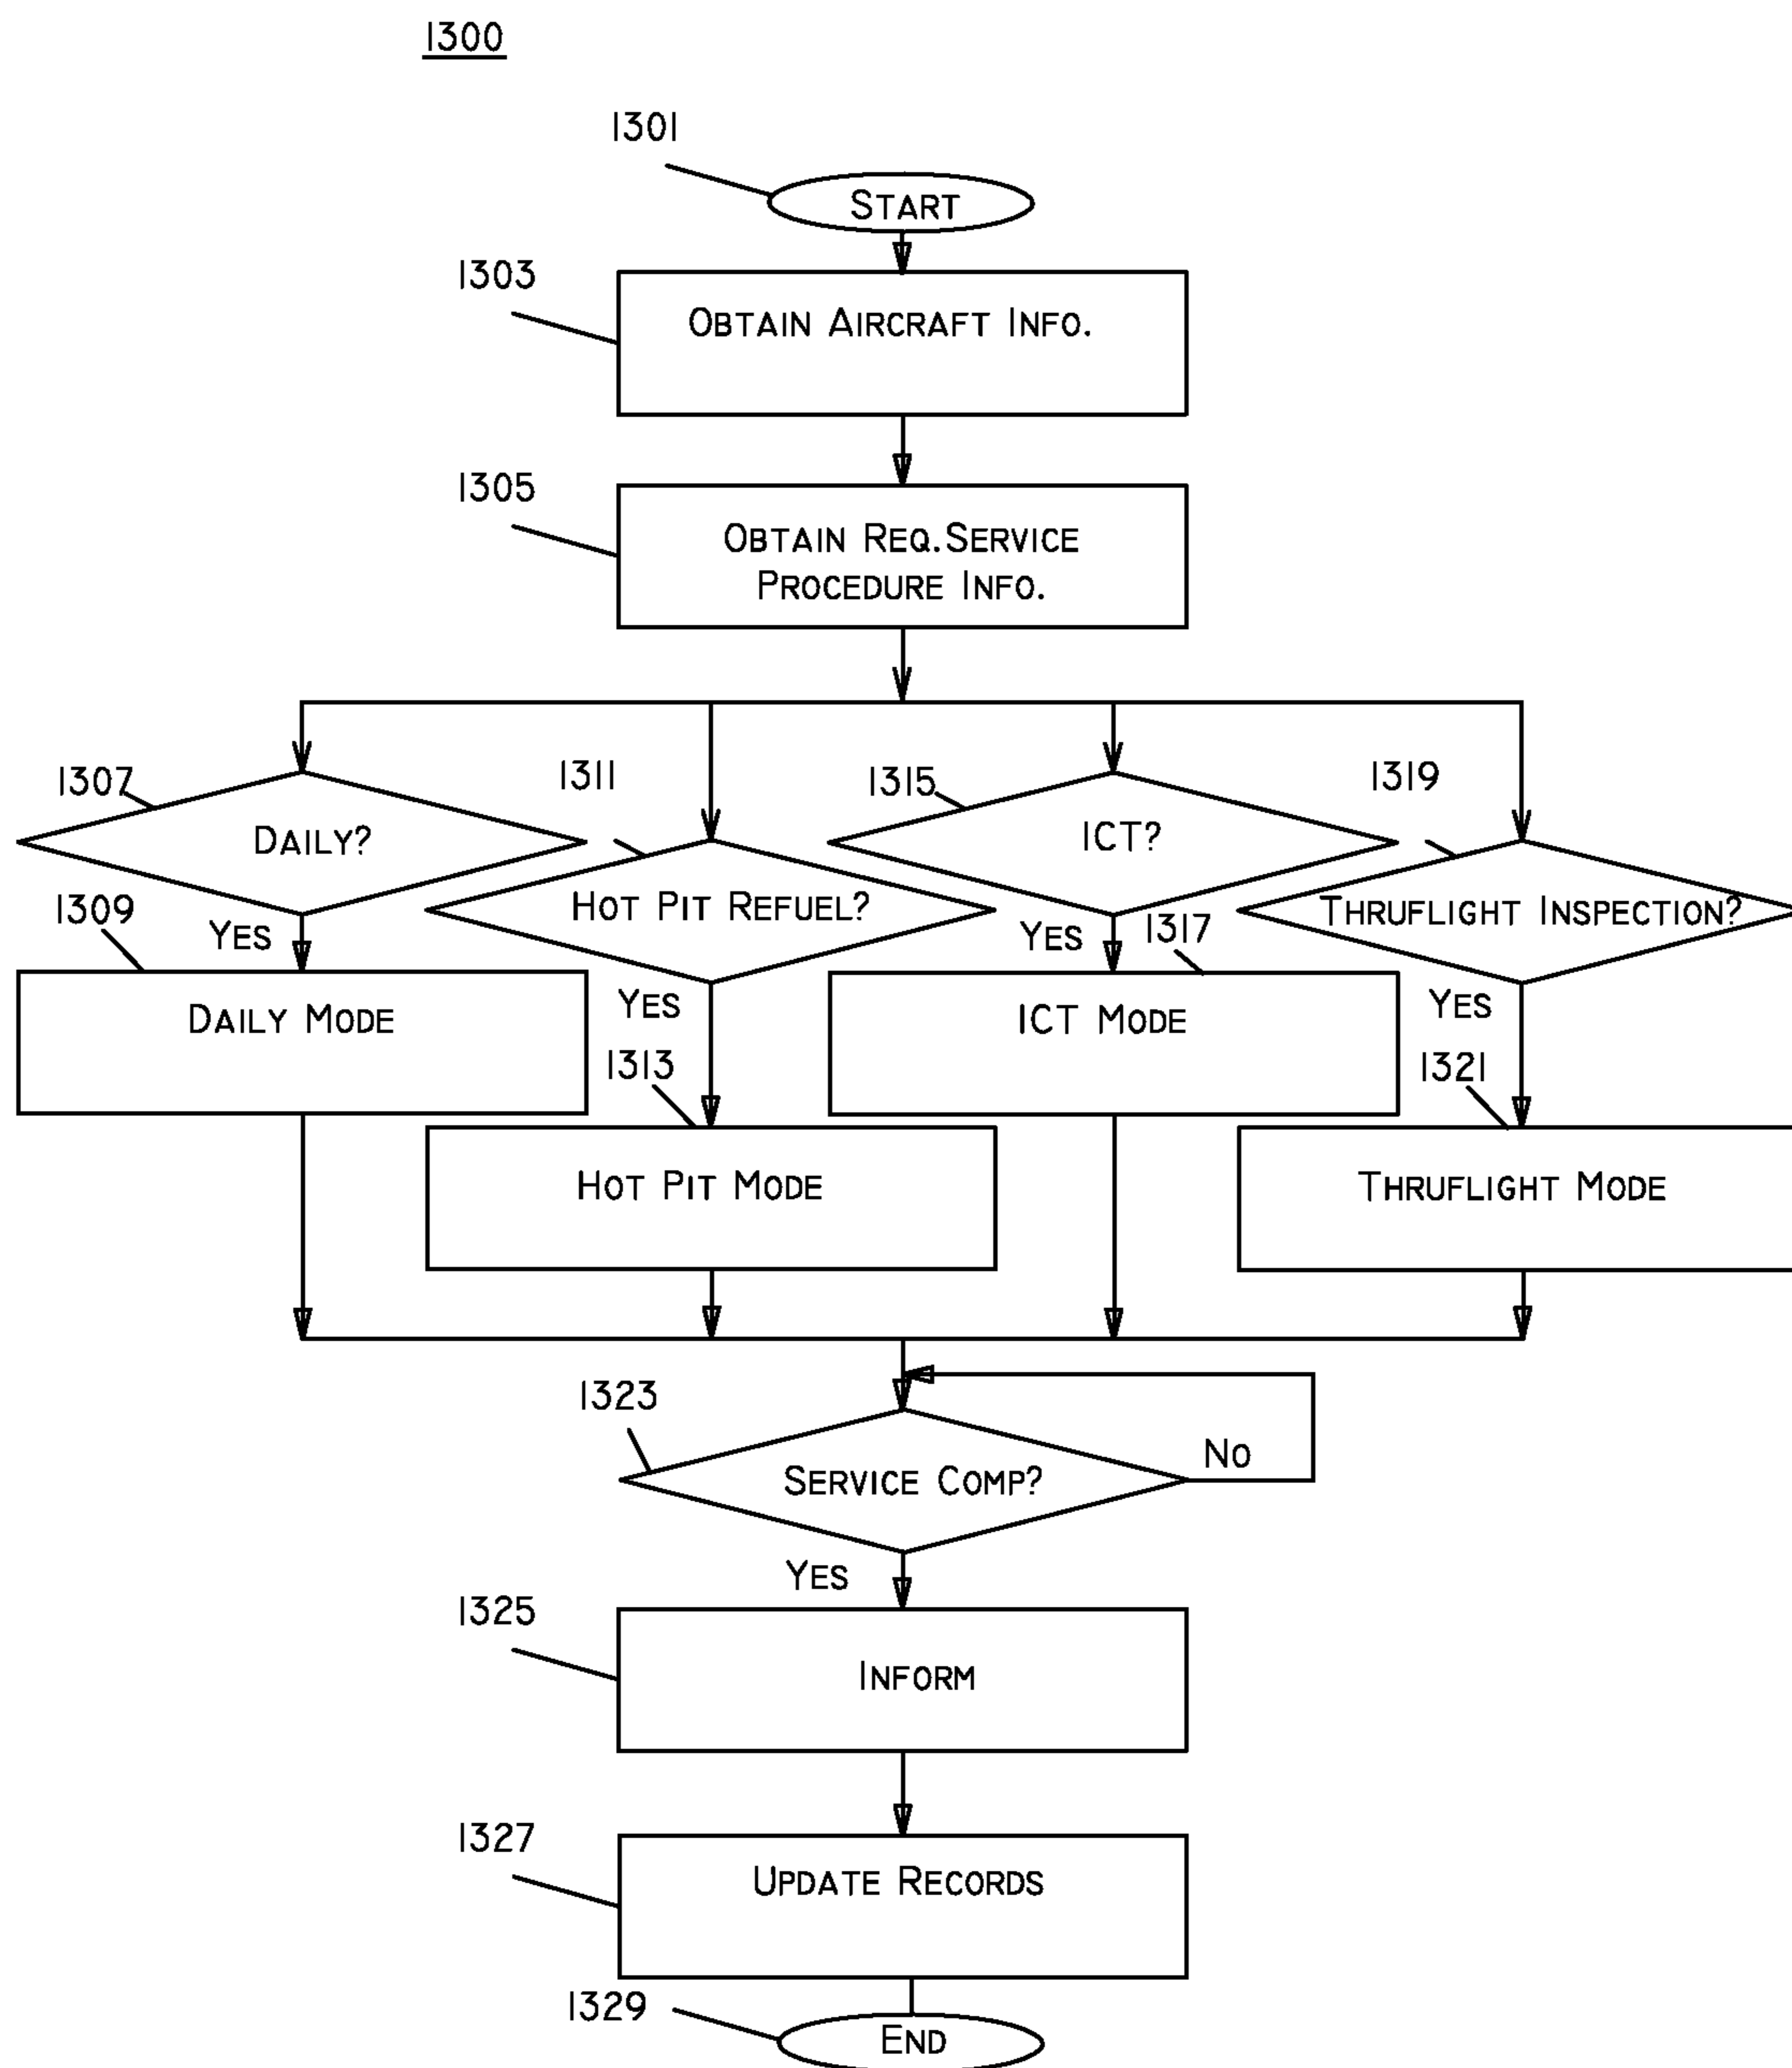 1300
1301
START
1303
OBTAIN AIRCRAFT INFO.
1305
OBTAIN REQ.SERVICE
PROCEDURE INFO.
1307
DAILY?
1311
HOT PIT REFUEL?
1315
ICT?
1319
THRUFLIGHT INSPECTION?
YES
1309
DAILY MODE
YES
1313
HOT PIT MODE
YES
1317
ICT MODE
YES
1321
THRUFLIGHT MODE
1323
SERVICE COMP?
NO
YES
1325
INFORM
1327
UPDATE RECORDS
1329
END